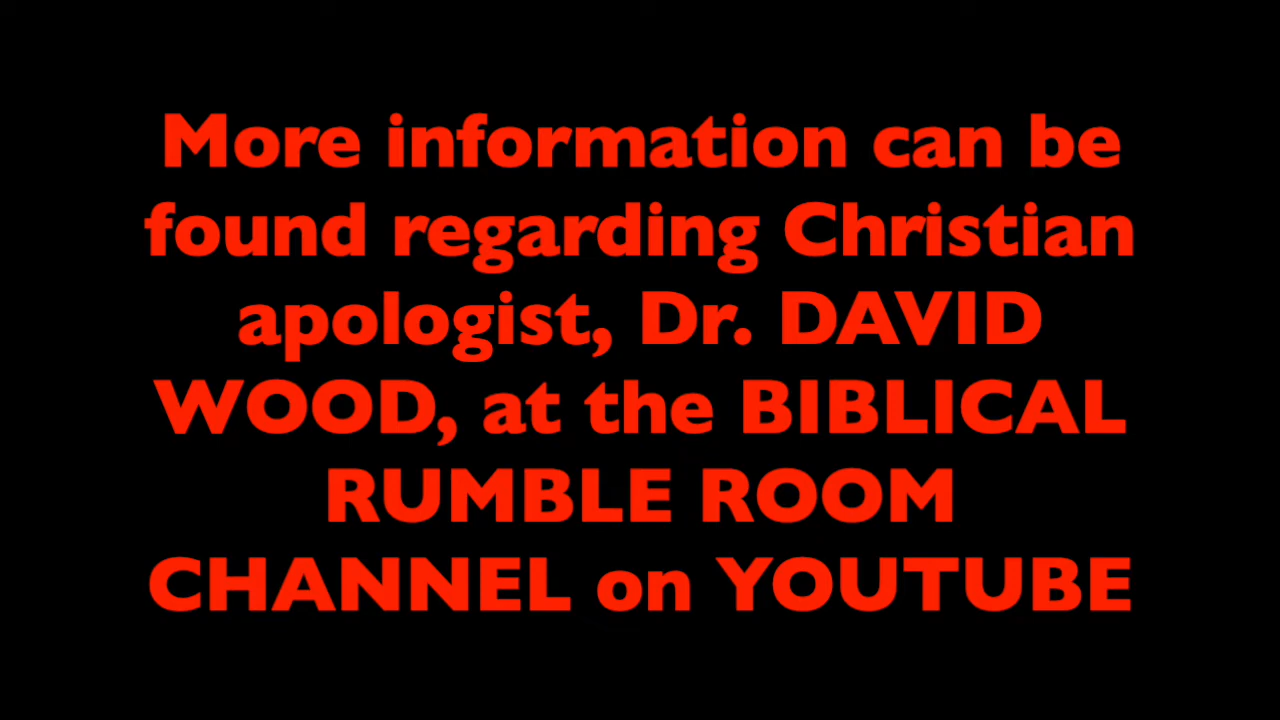 More information can be
found regarding Christian
apologist, Dr. DAVID
WOOD, at the BIBLICAL
RUMBLE ROOM
CHANNEL on YOUTUBE